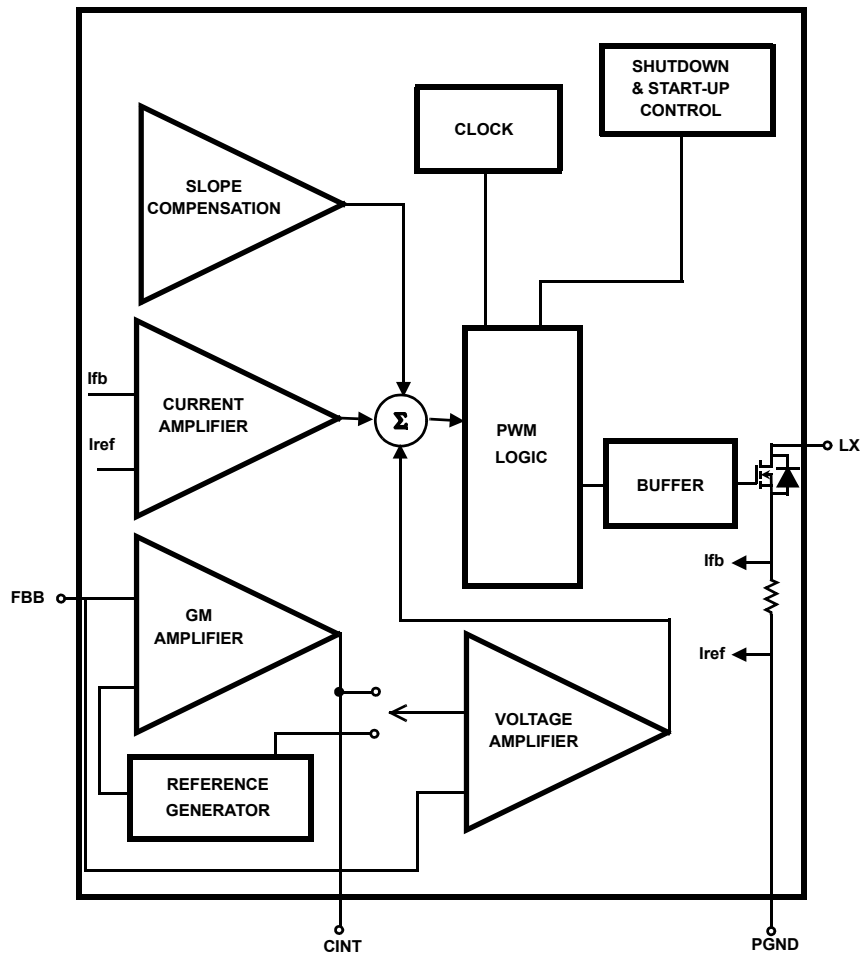 SHUTDOWN
& START-UP
CONTROL
CLOCK
SLOPE
COMPENSATION
Ifb
CURRENT
AMPLIFIER
Iref
Σ
PWM
LOGIC
BUFFER
LX
Ifb
FBB
GM
AMPLIFIER
Iref
VOLTAGE
AMPLIFIER
REFERENCE
GENERATOR
CINT
PGND